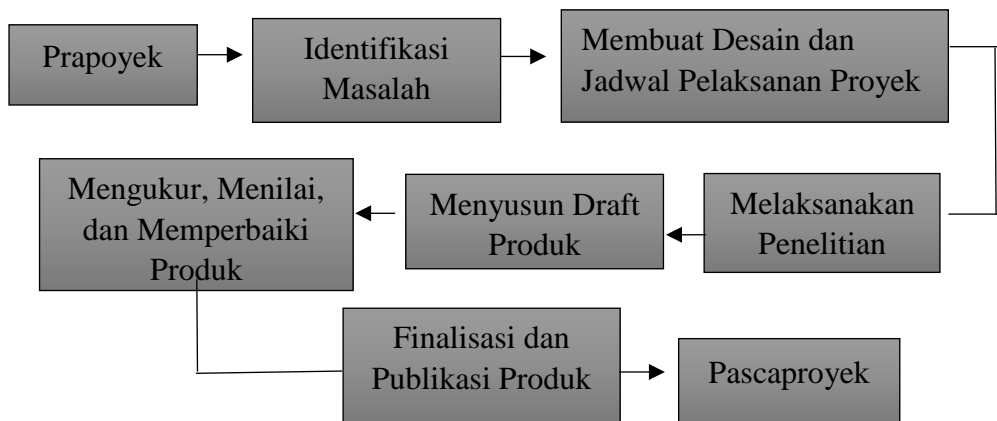 Prapoyek
Identifikasi
Masalah
Membuat Desain dan
Jadwal Pelaksanan Proyek
Melaksanakan
Penelitian
Menyusun Draft
Produk
Mengukur, Menilai,
dan Memperbaiki
Produk
Finalisasi dan
Publikasi Produk
Pascaproyek